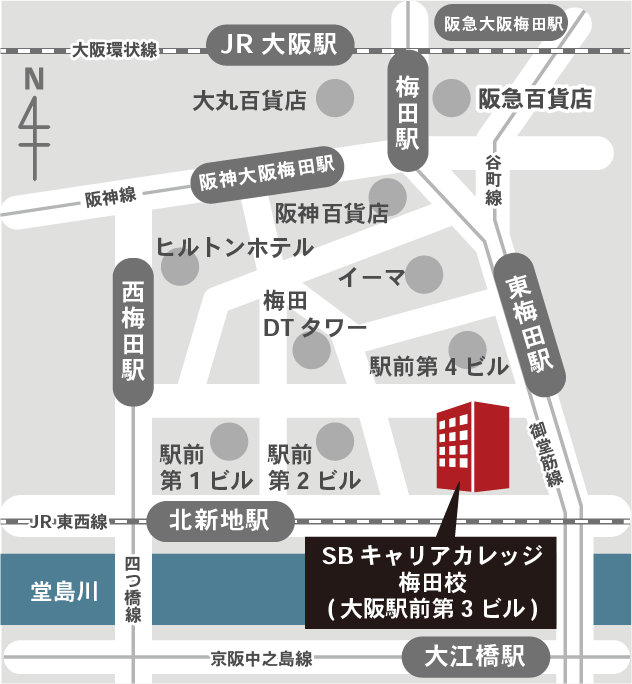 阪急大阪梅田駅
JR 大阪駅
大阪環状線
N
大丸百貨店
梅田駅
阪急百貨店
谷町線
阪神大阪梅田駅
阪神線
阪神百貨店
ヒルトンホテル
イーマ
西梅田駅
梅田
DT タワー
東梅田駅
駅前第 4 ビル
御堂筋線
駅前
第 1 ビル
駅前
第 2 ビル
JR 東西線
北新地駅
SB キャリアカレッジ
梅田校
( 大阪駅前第 3 ビル )
四つ橋線
堂島川
京阪中之島線
大江橋駅